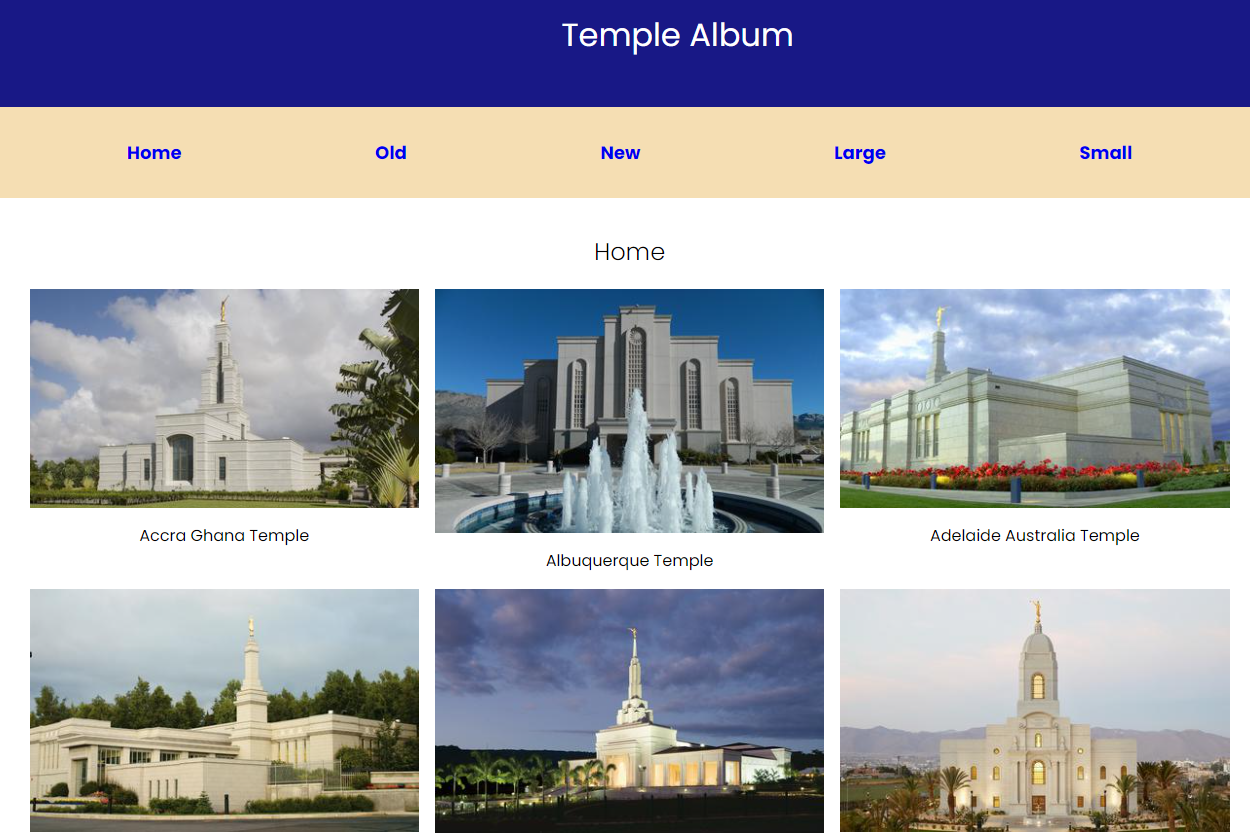 Temple Album
Home Old New Large Small
Home
Accra Ghana Temple
Albuquerque Temple
Adelaide Australia Temple